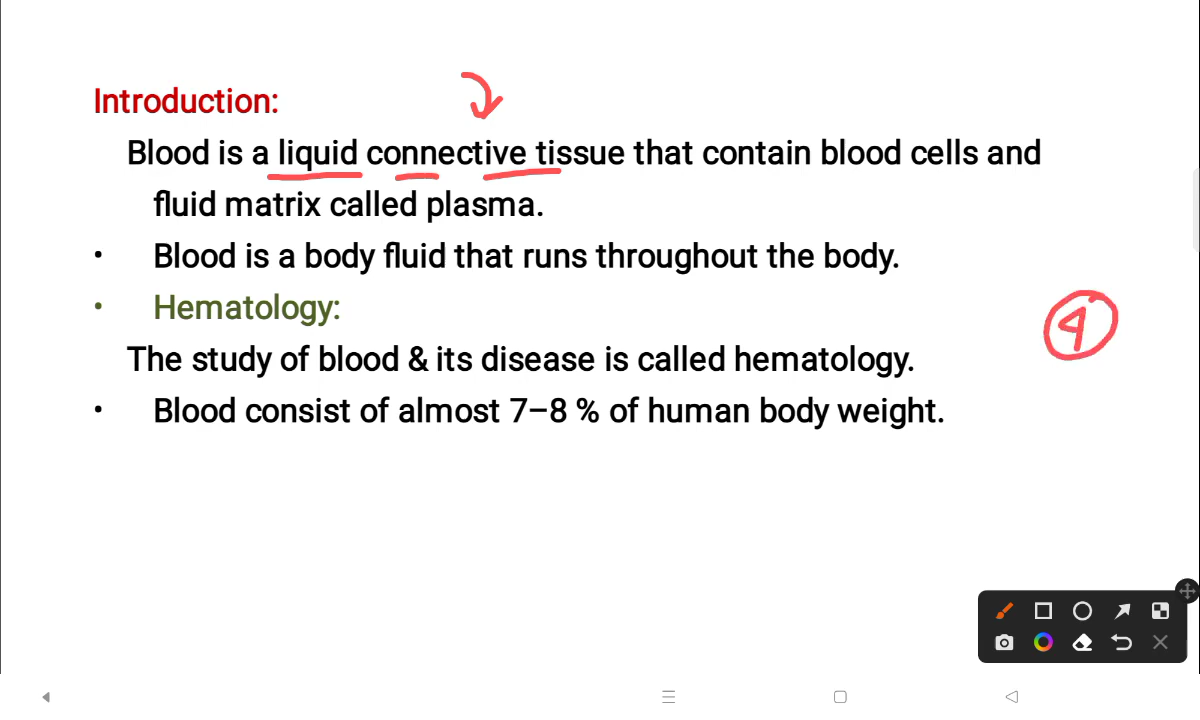 Introduction:
Blood is a liquid connective tissue that contain blood cells and
fluid matrix called plasma.
• Blood is a body fluid that runs throughout the body.
• Hematology:
4
The study of blood & its disease is called hematology.
• Blood consist of almost 7–8 % of human body weight.